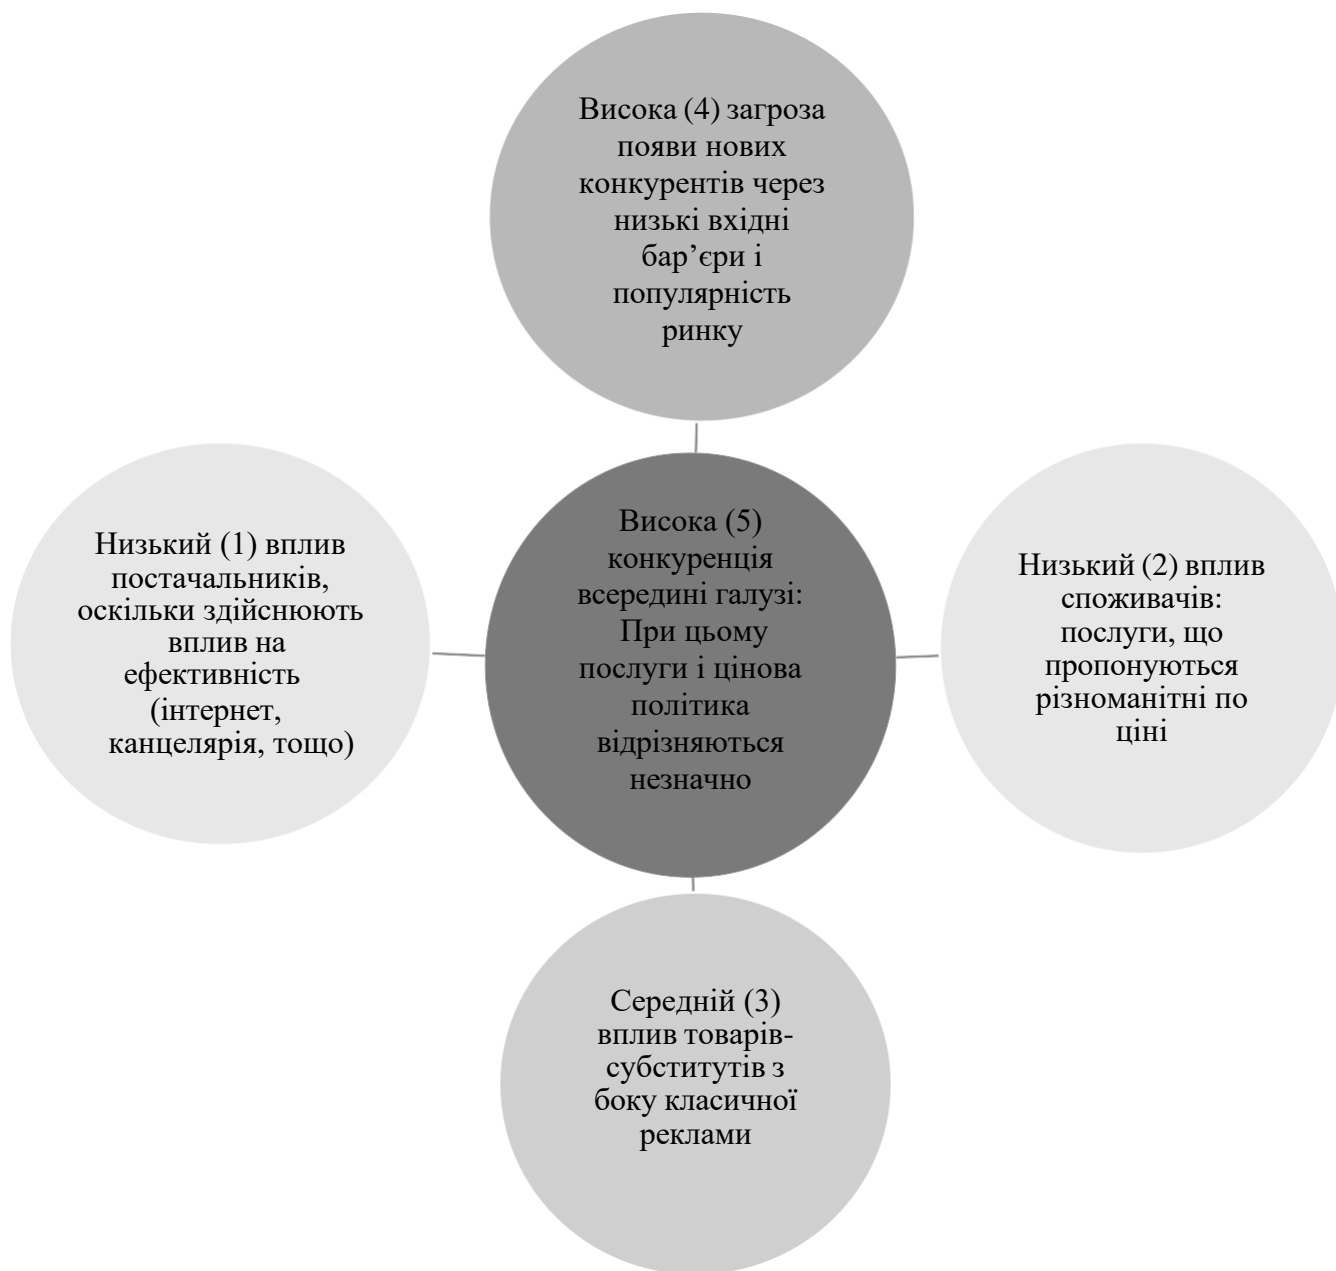 Висока (4) загроза
появи нових
конкурентів через
низькі вхідні
бар’єри і
популярність
ринку
Низький (1) вплив
постачальників,
оскільки здійснюють
вплив на
ефективність
(інтернет,
канцелярія, тощо)
Висока (5)
конкуренція
всередині галузі:
При цьому
послуги і цінова
політика
відрізняються
незначно
Низький (2) вплив
споживачів:
послуги, що
пропонуються
різноманітні по
ціні
Середній (3)
вплив товарів-
субститутів з
боку класичної
реклами